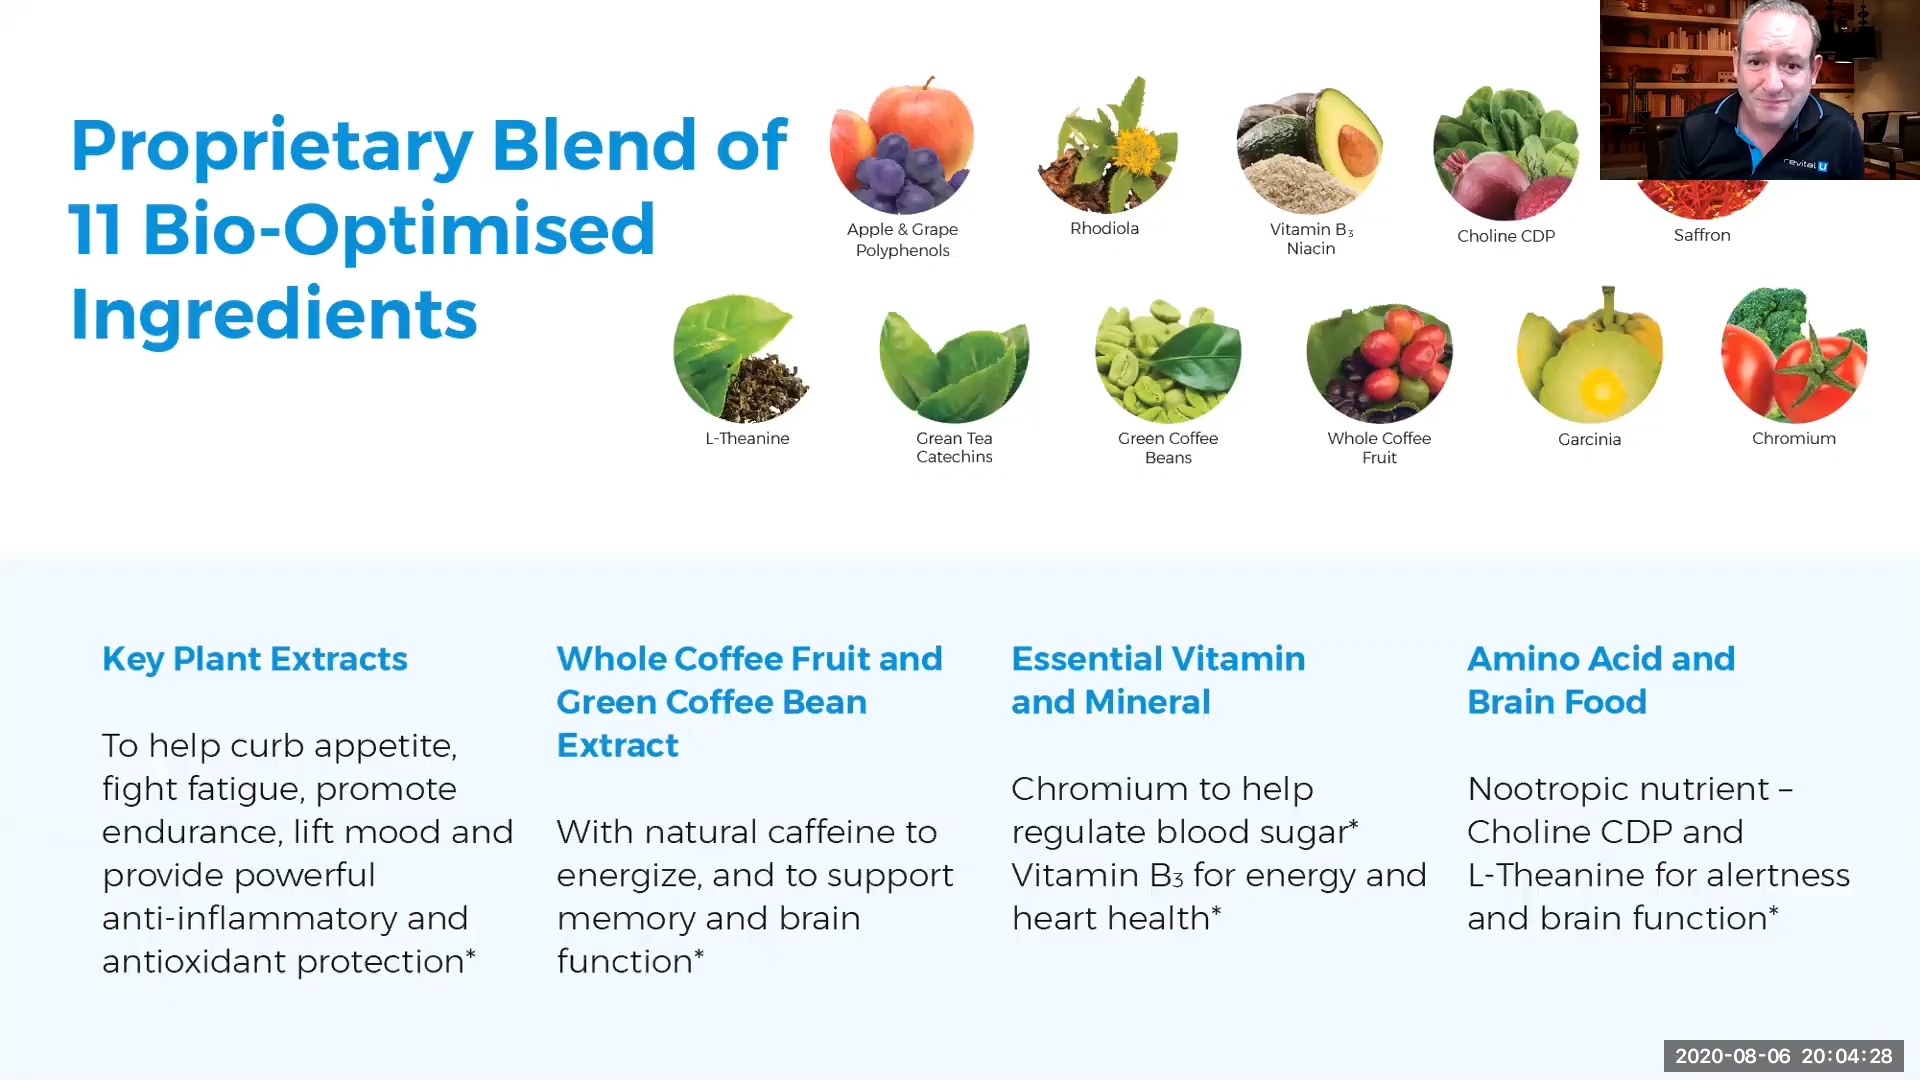 Proprietary Blend of
11 Bio-Optimised
Ingredients
Apple & Grape
Polyphenols
Rhodiola
Vitamin B₃
Niacin
Choline CDP
Saffron
revital U
L-Theanine
Grean Tea
Catechins
Green Coffee
Beans
Whole Coffee
Fruit
Garcinia
Chromium
Key Plant Extracts
To help curb appetite,
fight fatigue, promote
endurance, lift mood and
provide powerful
anti-inflammatory and
antioxidant protection*
Whole Coffee Fruit and
Green Coffee Bean
Extract
With natural caffeine to
energize, and to support
memory and brain
function*
Essential Vitamin
and Mineral
Chromium to help
regulate blood sugar*
Vitamin B₃ for energy and
heart health*
Amino Acid and
Brain Food
Nootropic nutrient –
Choline CDP and
L-Theanine for alertness
and brain function*
2020-08-06 20:04:28